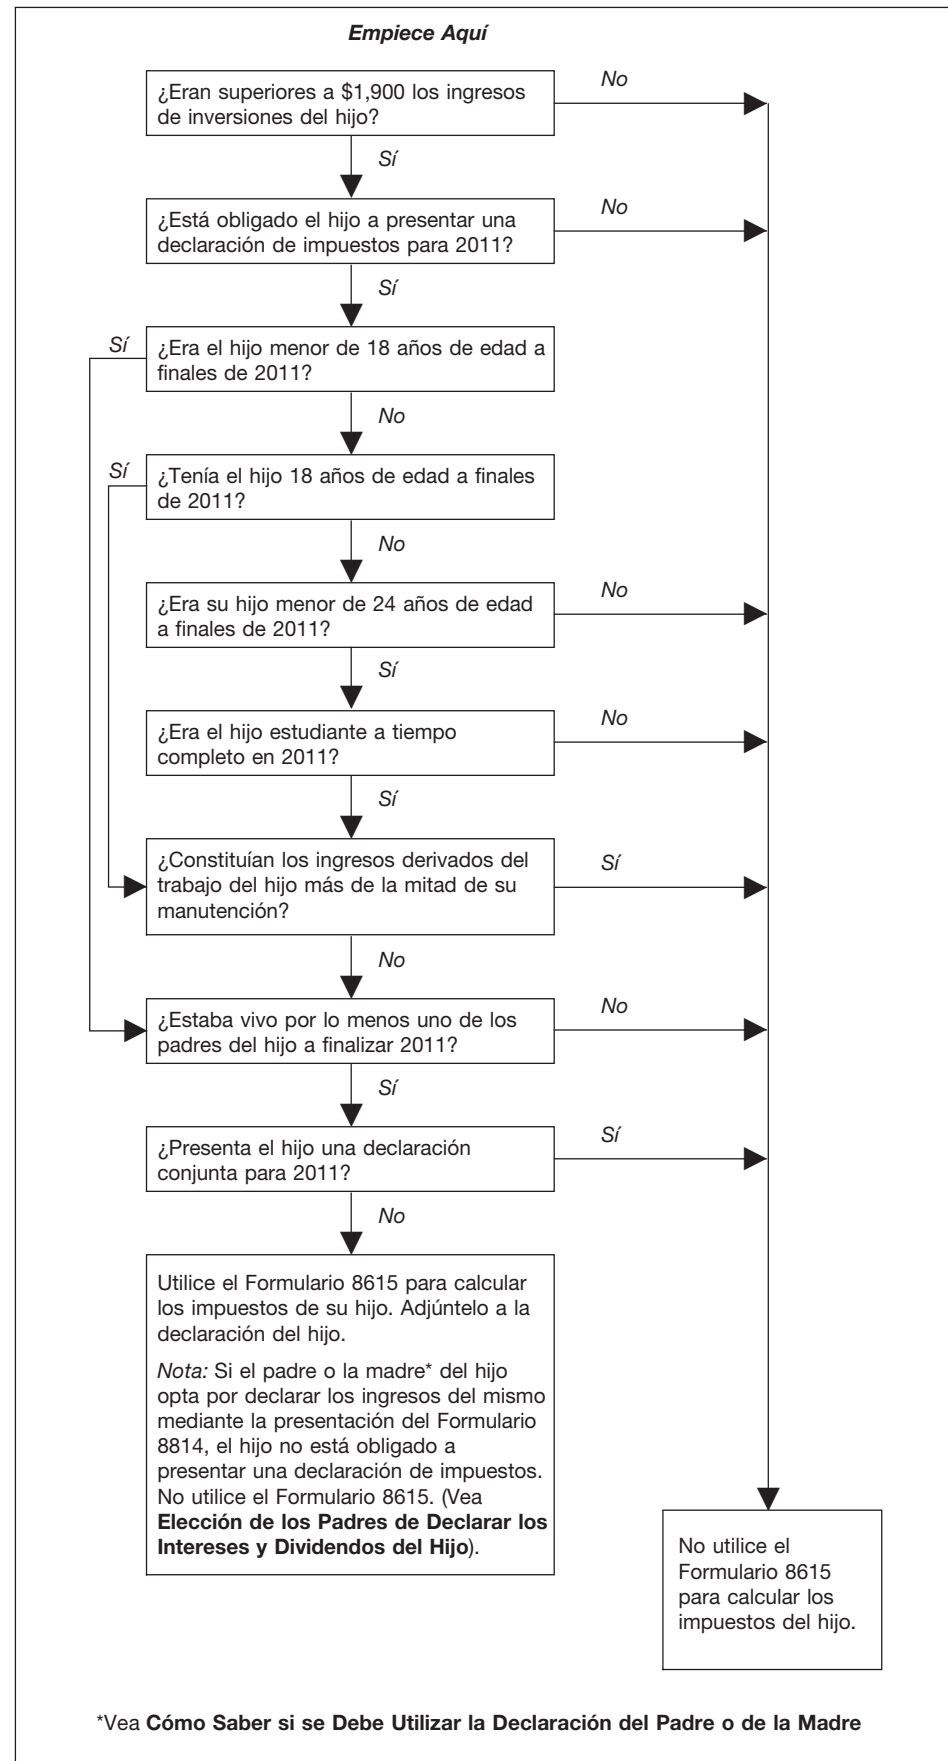 Empiece Aquí
¿Eran superiores a $1,900 los ingresos
de inversiones del hijo?
No
Sí
¿Está obligado el hijo a presentar una
declaración de impuestos para 2011?
No
Sí
¿Era el hijo menor de 18 años de edad a
finales de 2011?
Sí
No
¿Tenía el hijo 18 años de edad a finales
de 2011?
Sí
No
¿Era su hijo menor de 24 años de edad
a finales de 2011?
No
Sí
¿Era el hijo estudiante a tiempo
completo en 2011?
No
Sí
¿Constituían los ingresos derivados del
trabajo del hijo más de la mitad de su
manutención?
Sí
No
¿Estaba vivo por lo menos uno de los
padres del hijo a finalizar 2011?
No
Sí
¿Presenta el hijo una declaración
conjunta para 2011?
Sí
No
Utilice el Formulario 8615 para calcular
los impuestos de su hijo. Adjúntelo a la
declaración del hijo.
Nota: Si el padre o la madre* del hijo
opta por declarar los ingresos del mismo
mediante la presentación del Formulario
8814, el hijo no está obligado a
presentar una declaración de impuestos.
No utilice el Formulario 8615. (Vea
Elección de los Padres de Declarar los
Intereses y Dividendos del Hijo).
No utilice el
Formulario 8615
para calcular los
impuestos del hijo.
*Vea Cómo Saber si se Debe Utilizar la Declaración del Padre o de la Madre